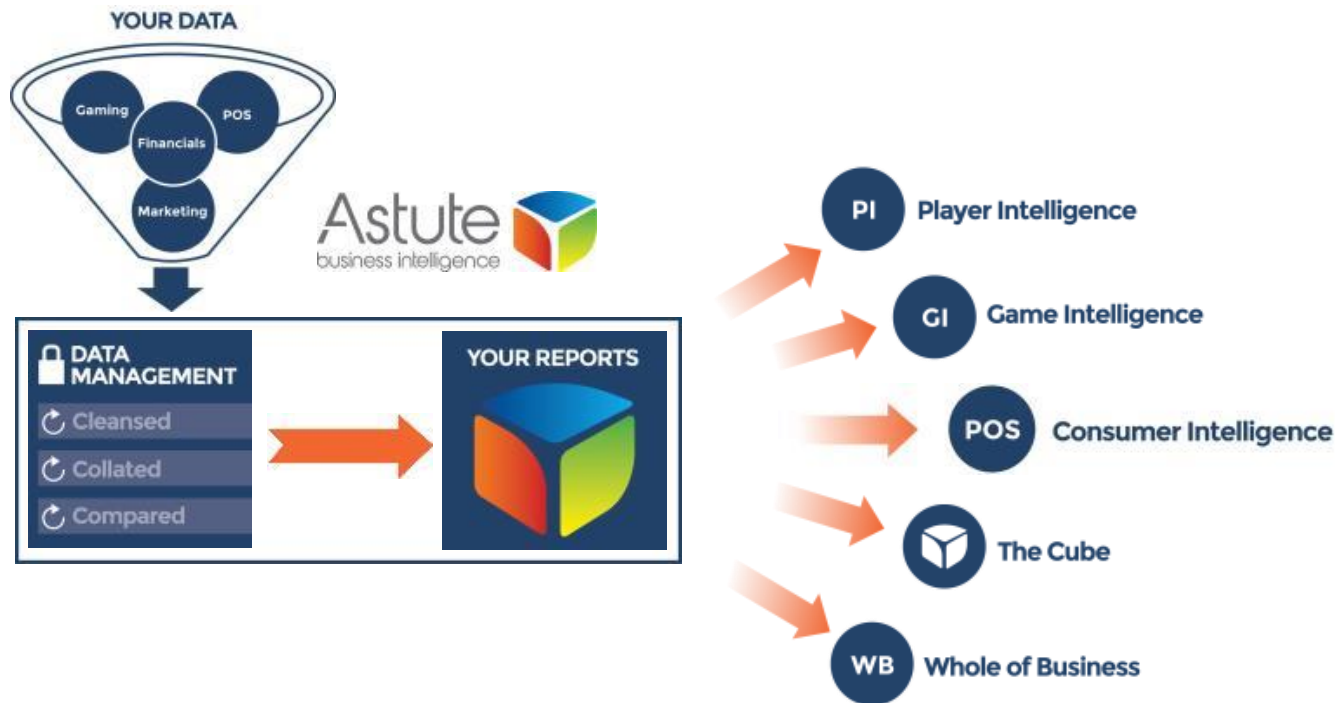 YOUR DATA
Gaming
POS
Financials
Marketing
Astute
business intelligence
DATA
MANAGEMENT
Cleansed
Collated
Compared
YOUR REPORTS
PI
Player Intelligence
GI
Game Intelligence
POS
Consumer Intelligence
The Cube
WB
Whole of Business